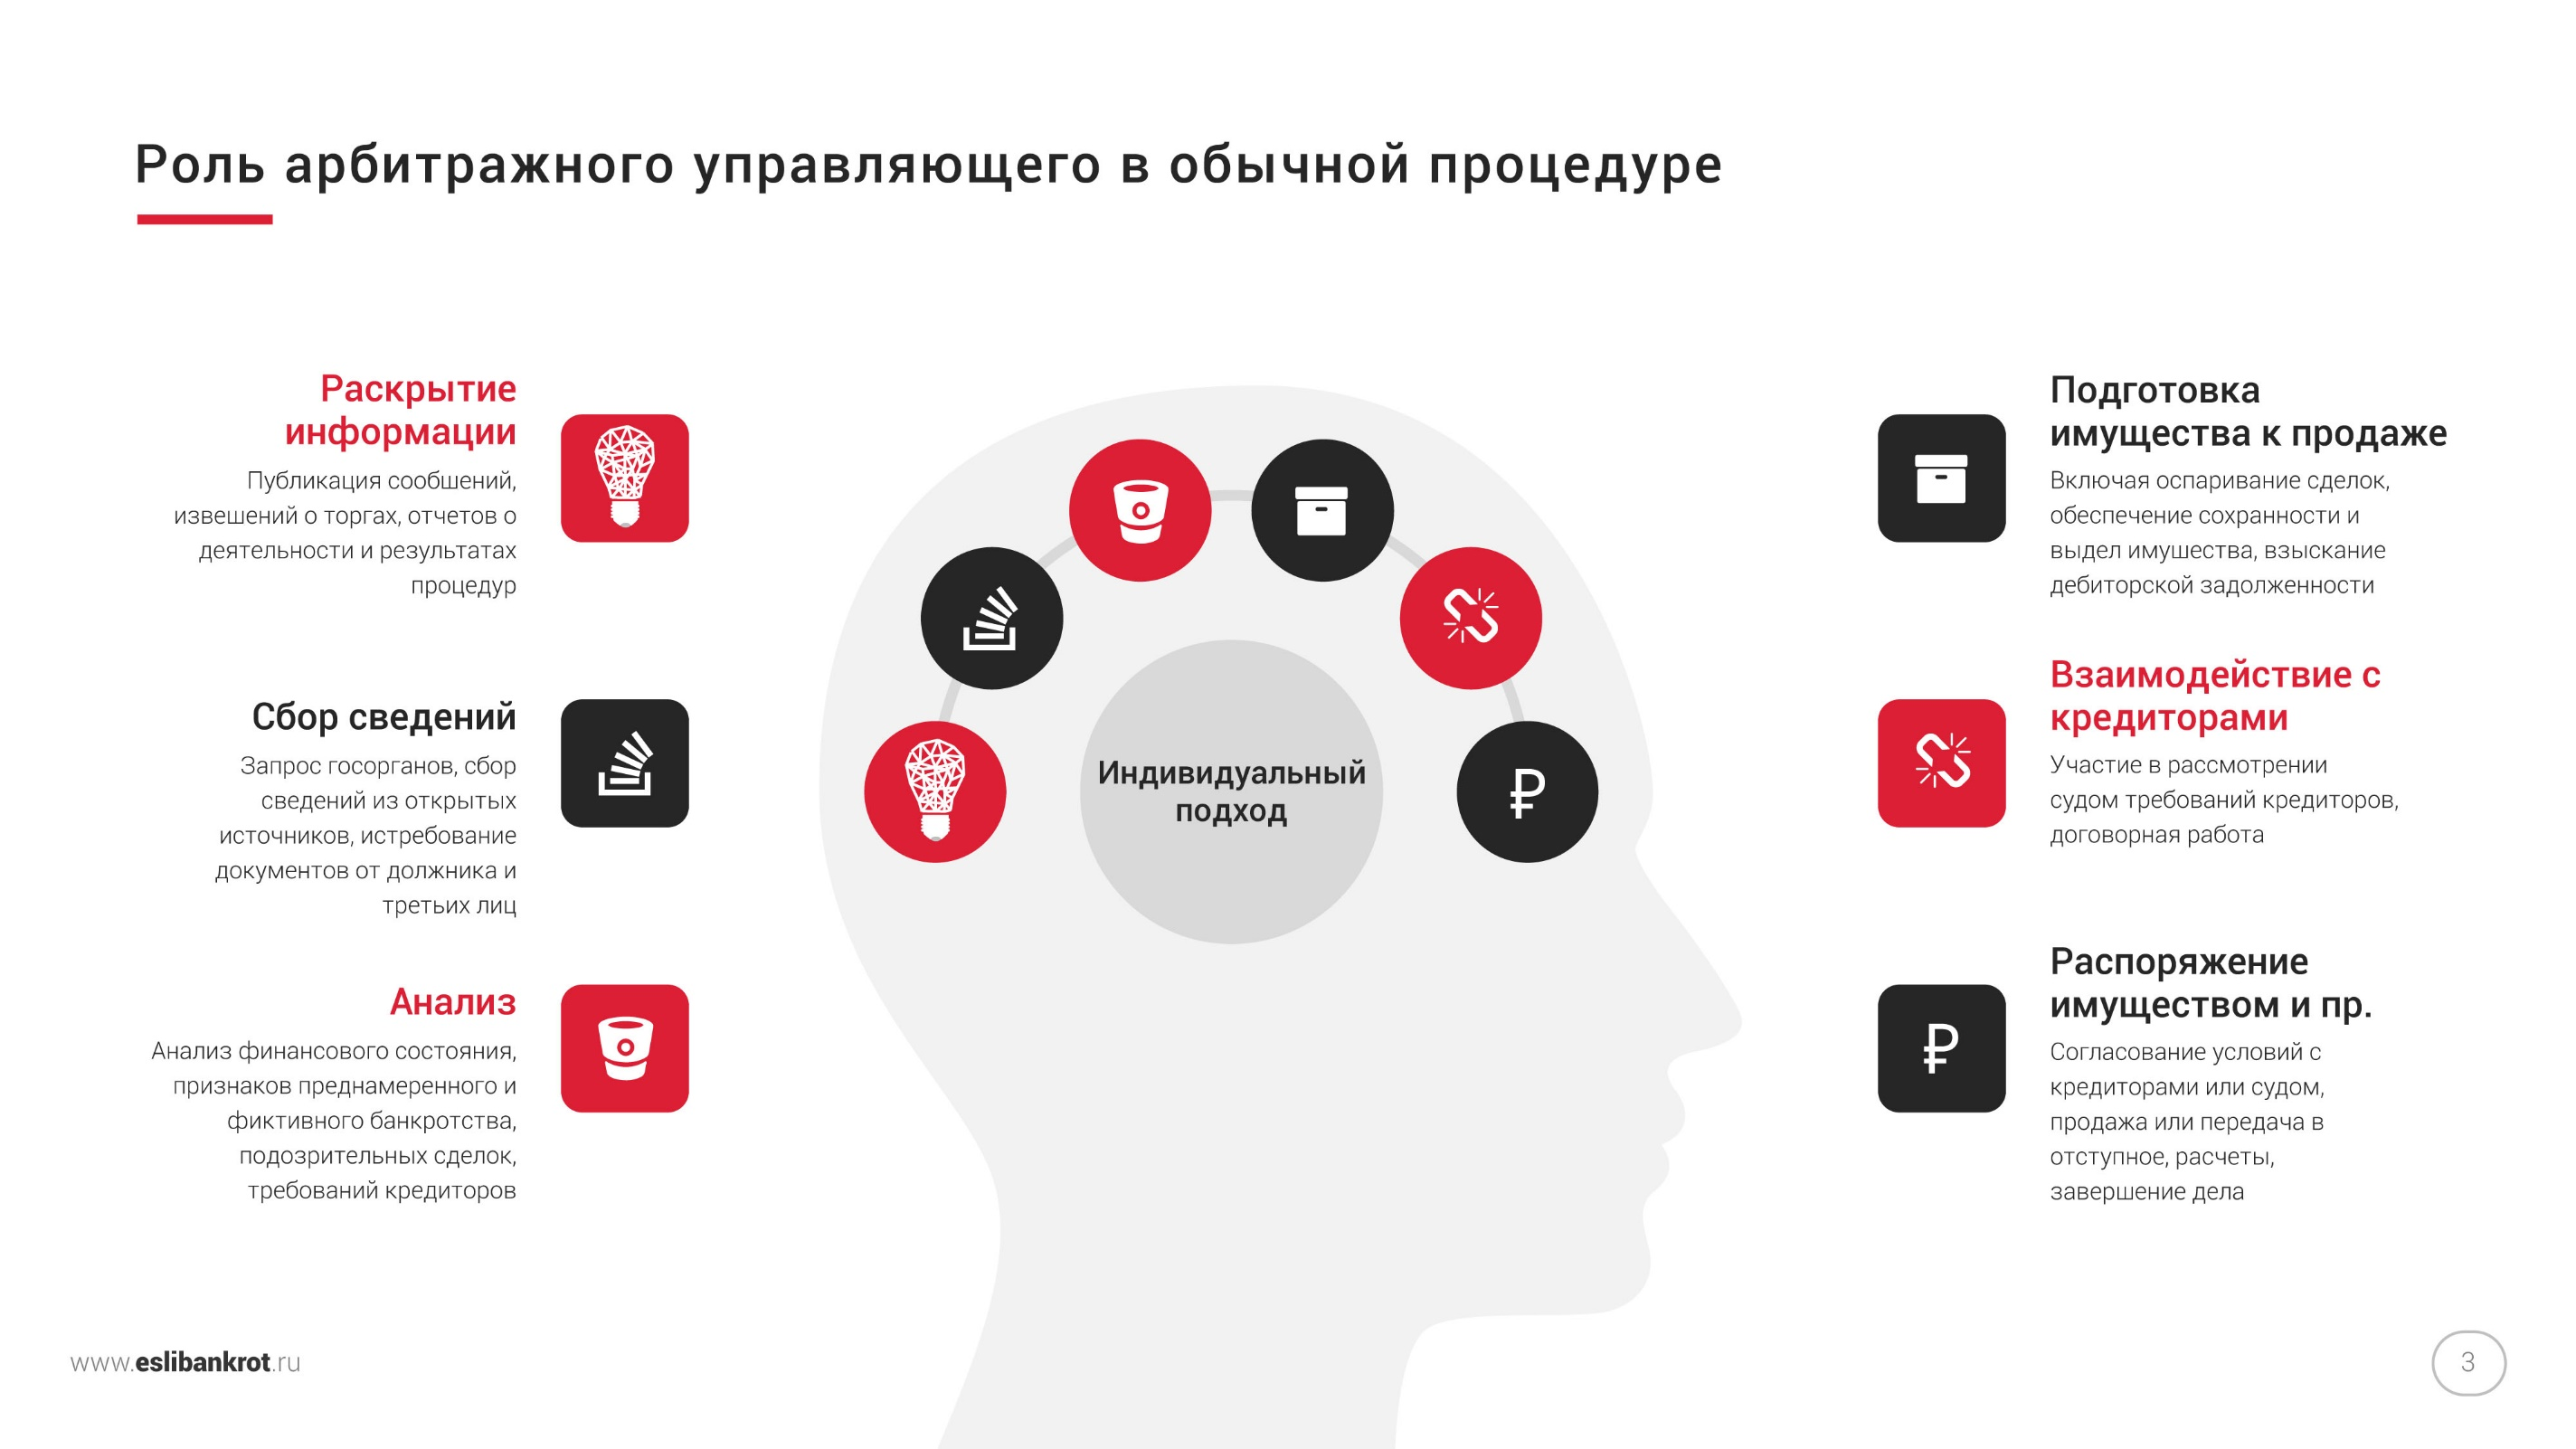 Роль арбитражного управляющего в обычной процедуре
Раскрытие
информации
Публикация сообшений,
извешений о торгах, отчетов о
деятельности и результатах
процедур
Сбор сведений
Запрос госорганов, сбор
сведений из открытых
источников, истребование
документов от должника и
третьих лиц
Анализ
Анализ финансового состояния,
признаков преднамеренного и
фиктивного банкротства,
подозрительных сделок,
требований кредиторов
Индивидуальный
подход
₽
Подготовка
имущества к продаже
Включая оспаривание сделок,
обеспечение сохранности и
выдел имушества, взыскание
дебиторской задолженности
Взаимодействие с
кредиторами
Участие в рассмотрении
судом требований кредиторов,
договорная работа
Распоряжение
имуществом и пр.
₽
Согласование условий с
кредиторами или судом,
продажа или передача в
отступное, расчеты,
завершение дела
www.eslibankrot.ru
3